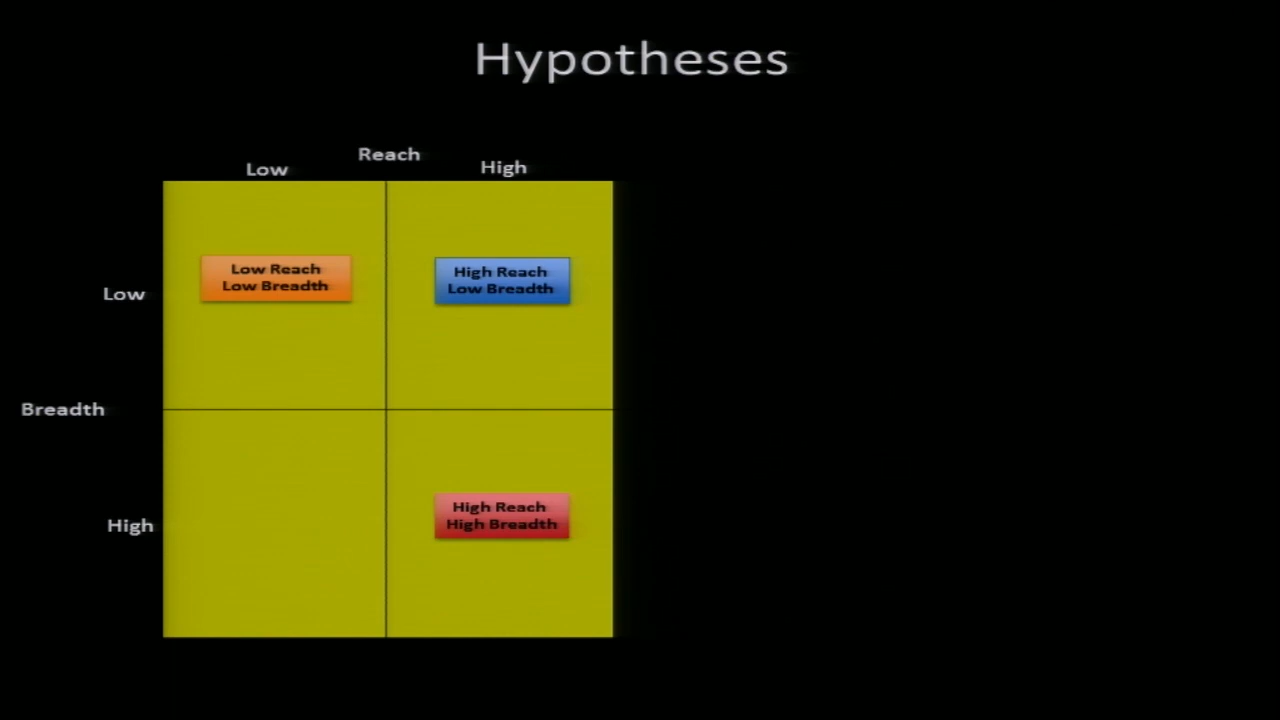 Hypotheses
Reach
Low
High
Low Reach
Low Breadth
High Reach
Low Breadth
Low
Breadth
High Reach
High Breadth
High